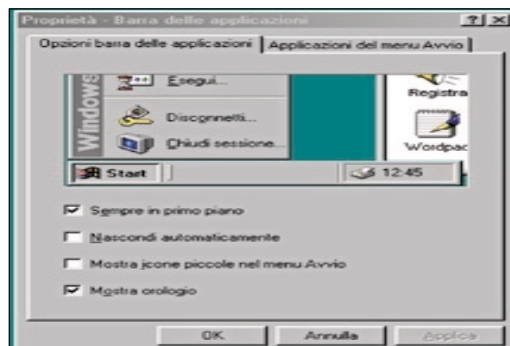 Proprietà - Barra delle applicazioni
Opzioni barra delle applicazioni
Applicazioni del menu Avvio
Windows
Esegui...
Disconnetti...
Chiudi sessione...
Registra
Wordpad
Start
12:45
Sempre in primo piano
Nascondi automaticamente
Mostra icone piccole nel menu Avvio
Mostra orologio
OK
Annulla
Applica